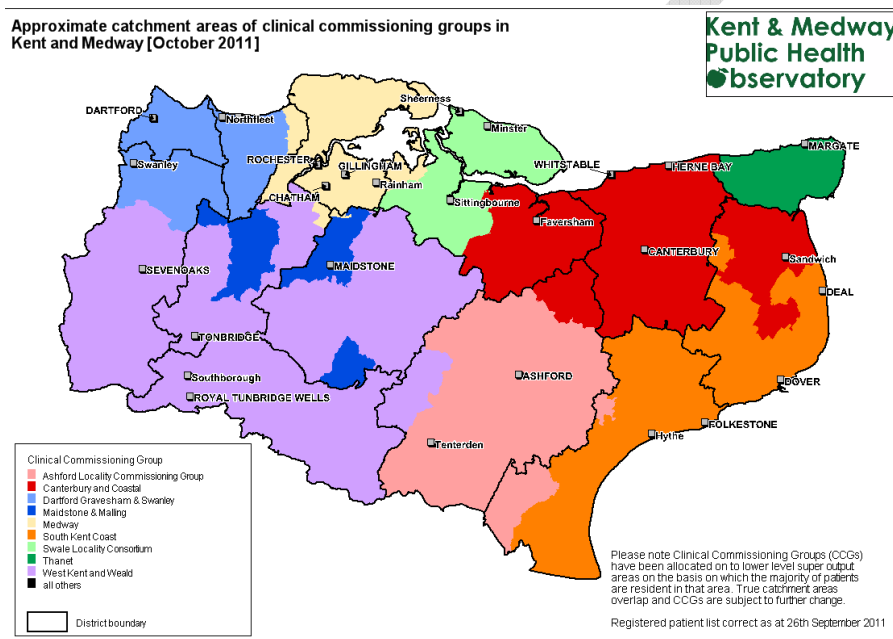 Approximate catchment areas of clinical commissioning groups in
Kent and Medway [October 2011]
Kent & Medway
Public Health
Observatory
Sheerness
DARTFORD
Northfleet
Minster
MARGATE
Swanley
ROCHESTER
GILLINGHAM
WHITSTABLE
HERNE BAY
CHATHAM
Rainham
Sittingbourne
Faversham
CANTERBURY
Sandwich
SEVENOAKS
MAIDSTONE
DEAL
TONBRIDGE
Southborough
ASHFORD
DOVER
ROYAL TUNBRIDGE WELLS
FOLKESTONE
Hythe
Tenterden
Clinical Commissioning Group
Ashford Locality Commissioning Group
Canterbury and Coastal
Dartford Gravesham & Swanley
Maidstone & Malling
Medway
South Kent Coast
Swale Locality Consortium
Thanet
West Kent and Weald
all others
District boundary
Please note Clinical Commissioning Groups (CCGs)
have been allocated on to lower level super output
areas on the basis on which the majority of patients
are resident in that area. True catchment areas
overlap and CCGs are subject to further change.
Registered patient list correct as at 26th September 2011